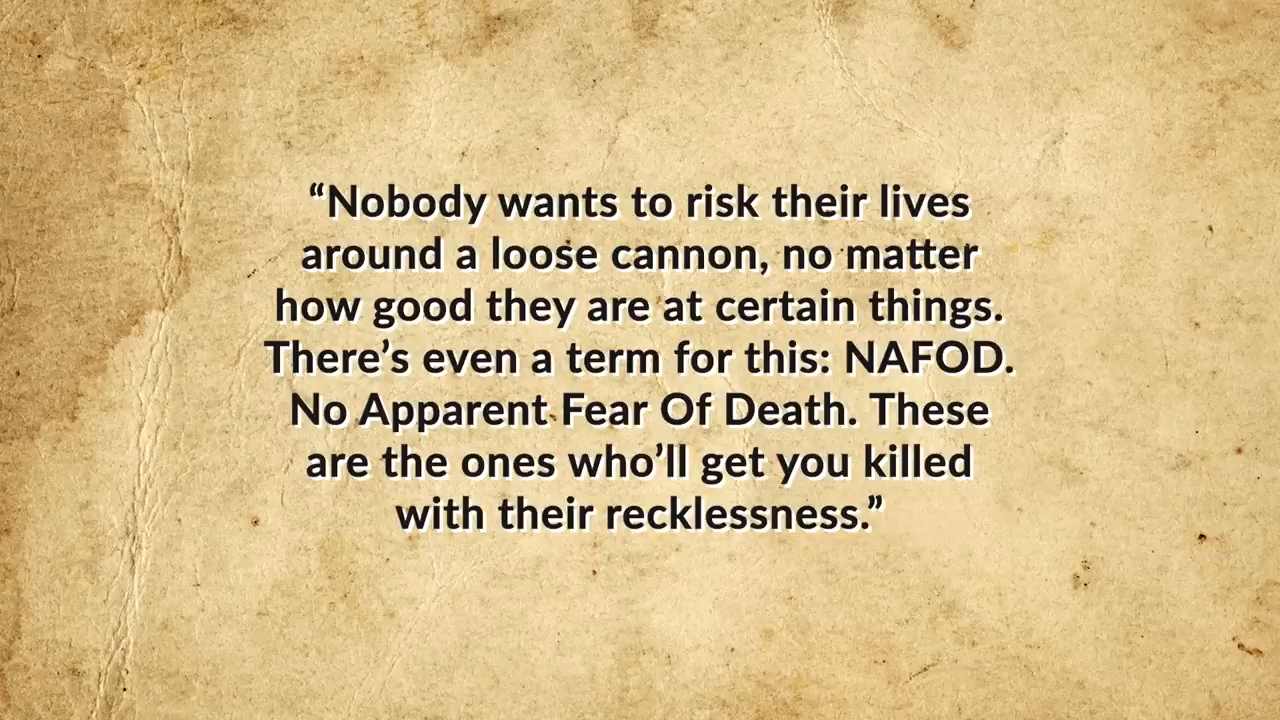 “Nobody wants to risk their lives
around a loose cannon, no matter
how good they are at certain things.
There’s even a term for this: NAFOD.
No Apparent Fear Of Death. These
are the ones who’ll get you killed
with their recklessness.”